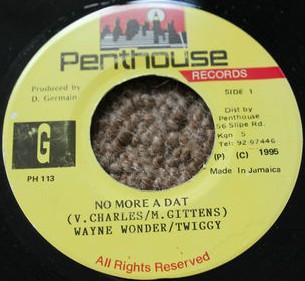 Penthouse
RECORDS
Produced by
D. Germain
SIDE 1
Dist by
Penthouse
56 Slipe Rd.
Kgn 5
Tel: 92-97446
G
(P) (C) 1995
PH 113
Made In Jamaica
NO MORE A DAT
(V.CHARLES/M.GITTENS)
WAYNE WONDER/TWIGGY
All Rights Reserved